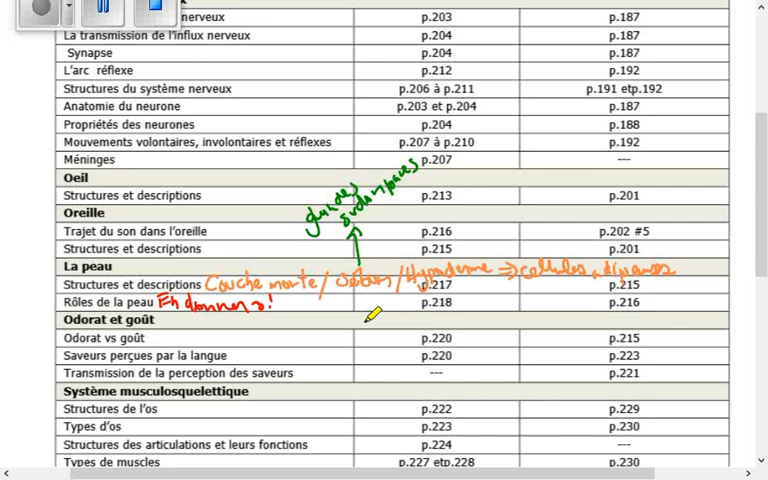 nerveux p.203 p.187
La transmission de l'influx nerveux p.204 p.187
Synapse p.204 p.187
L'arc réflexe p.212 p.192
Structures du système nerveux p.206 à p.211 p.191 etp.192
Anatomie du neurone p.203 et p.204 p.187
Propriétés des neurones p.204 p.188
Mouvements volontaires, involontaires et réflexes p.207 à p.210 p.192
Méninges p.207 ---
Oeil
glandes
sudoripares
Structures et descriptions p.213 p.201
Oreille
Trajet du son dans l'oreille p.216 p.202 #5
Structures et descriptions p.215 p.201
La peau
Structures et descriptions Couche morte / / Hypoderme => cellules adipeuses p.217 p.215
Rôles de la peau En donner 2! p.218 p.216
Odorat et goût
Odorat vs goût p.220 p.215
Saveurs perçues par la langue p.220 p.223
Transmission de la perception des saveurs --- p.221
Système musculosquelettique
Structures de l'os p.222 p.229
Types d'os p.223 p.230
Structures des articulations et leurs fonctions p.224 ---
Types de muscles p.227 etp.228 p.230